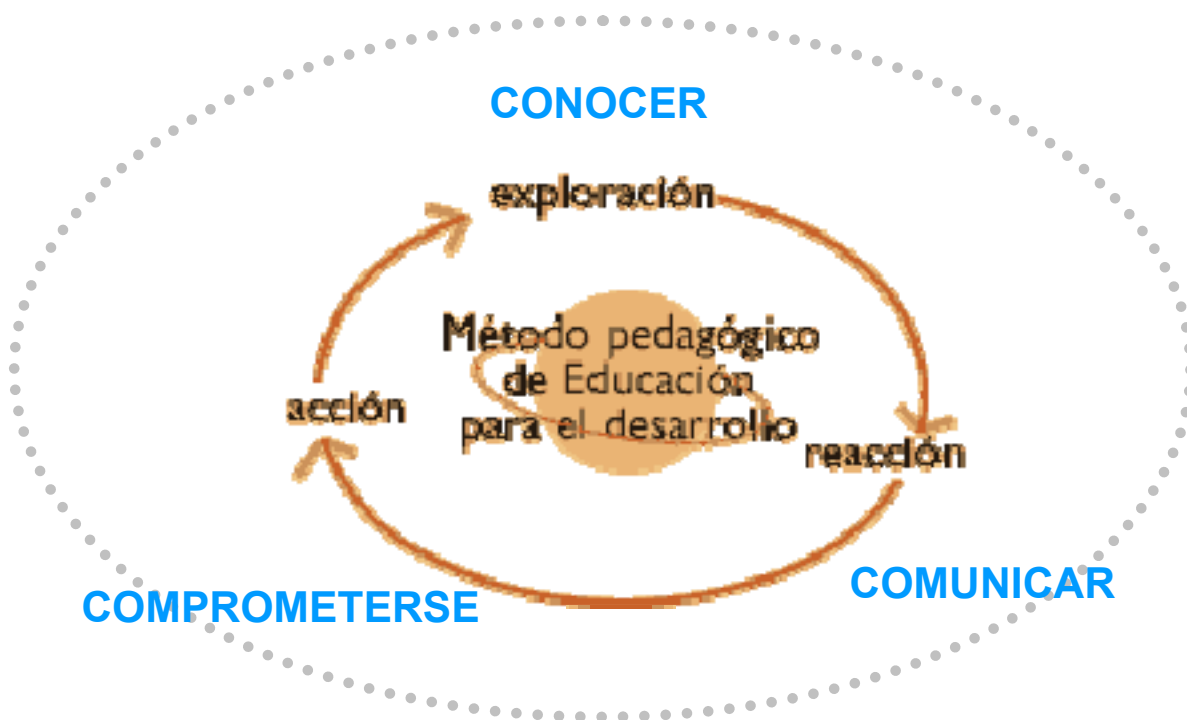 CONOCER
exploración
Método pedagógico
de Educación
para el desarrollo
acción
reacción
COMUNICAR
COMPROMETERSE